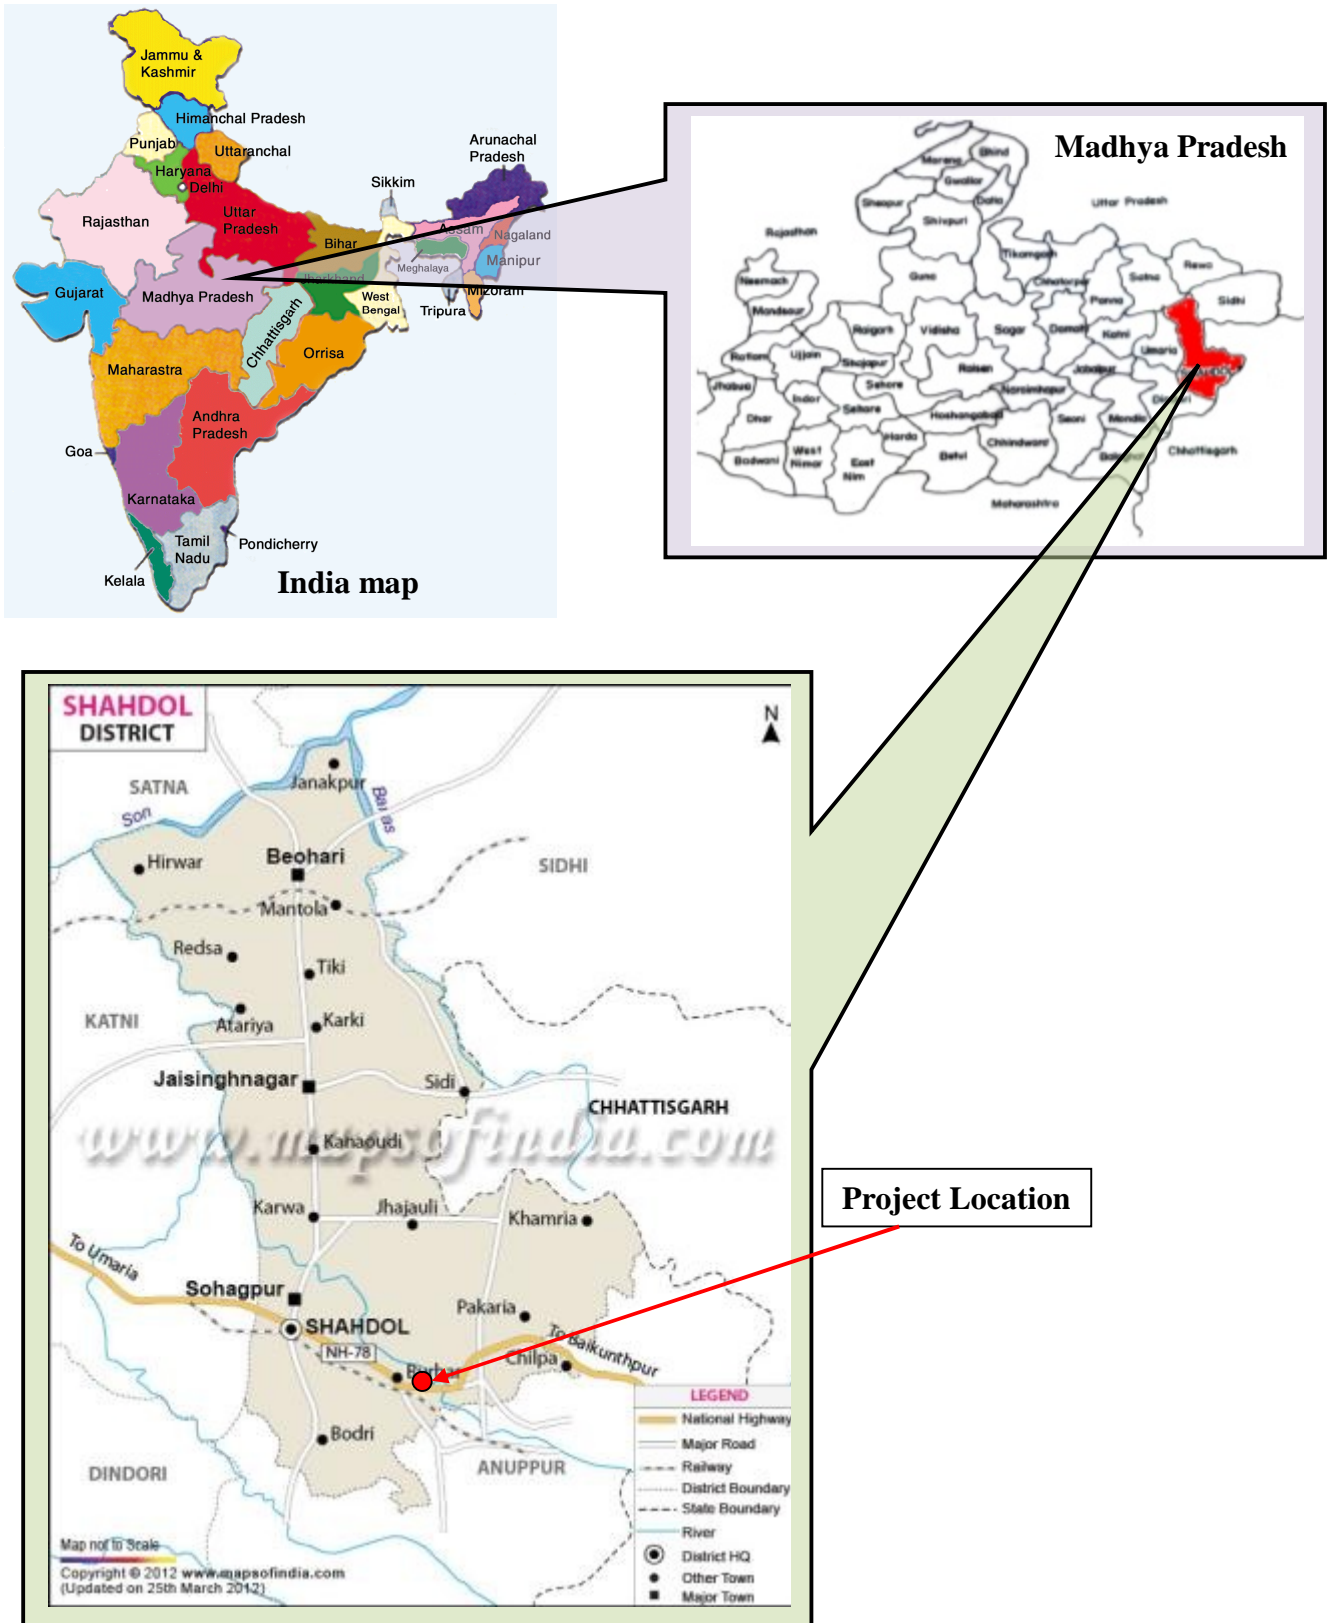 Jammu &
Kashmir
Himanchal Pradesh
Punjab
Uttaranchal
Haryana
Delhi
Arunachal
Pradesh
Sikkim
Rajasthan
Uttar
Pradesh
Bihar
Assam
Nagaland
Meghalaya
Manipur
Jharkhand
Gujarat
Madhya Pradesh
West
Bengal
Tripura
Mizoram
Chhattisgarh
Orrisa
Maharastra
Andhra
Pradesh
Goa
Karnataka
Tamil
Nadu
Pondicherry
Kelala
India map
Madhya Pradesh
Morena
Bhind
Gwalior
Datia
Sheopur
Shivpuri
Uttar Pradesh
Rajasthan
Tikamgarh
Neemach
Guna
Chhatarpur
Satna
Rewa
Sidhi
Mandsaur
Panna
Rajgarh
Vidisha
Sagar
Damoh
Katni
Umaria
Ratlam
Ujjain
Shajapur
Raisen
Jabalpur
Jhabua
Sehore
Narsimhapur
Indor
Dhar
Sehore
Hoshangabad
Seoni
Mandla
Harda
Chhindwara
Badwani
West
Nimar
East
Nim
Betul
Chhattisgarh
Maharashtra
SHAHDOL
DISTRICT
N
SATNA
Janakpur
Son
Hirwar
Beohari
SIDHI
Mantola
Redsa
Tiki
KATNI
Atariya
Karki
Jaisinghnagar
Sidi
CHHATTISGARH
www.mapsofindia.com
Kanaoudi
Karwa
Jhajauli
Khamria
To Umaria
Sohagpur
Pakaria
SHAHDOL
To Baikunthpur
NH-78
Burhar
Chilpa
Bodri
DINDORI
ANUPPUR
LEGEND
National Highway
Major Road
Railway
District Boundary
State Boundary
River
District HQ
Other Town
Major Town
Map not to Scale
Copyright © 2012 www.mapsofindia.com
(Updated on 25th March 2012)
Project Location